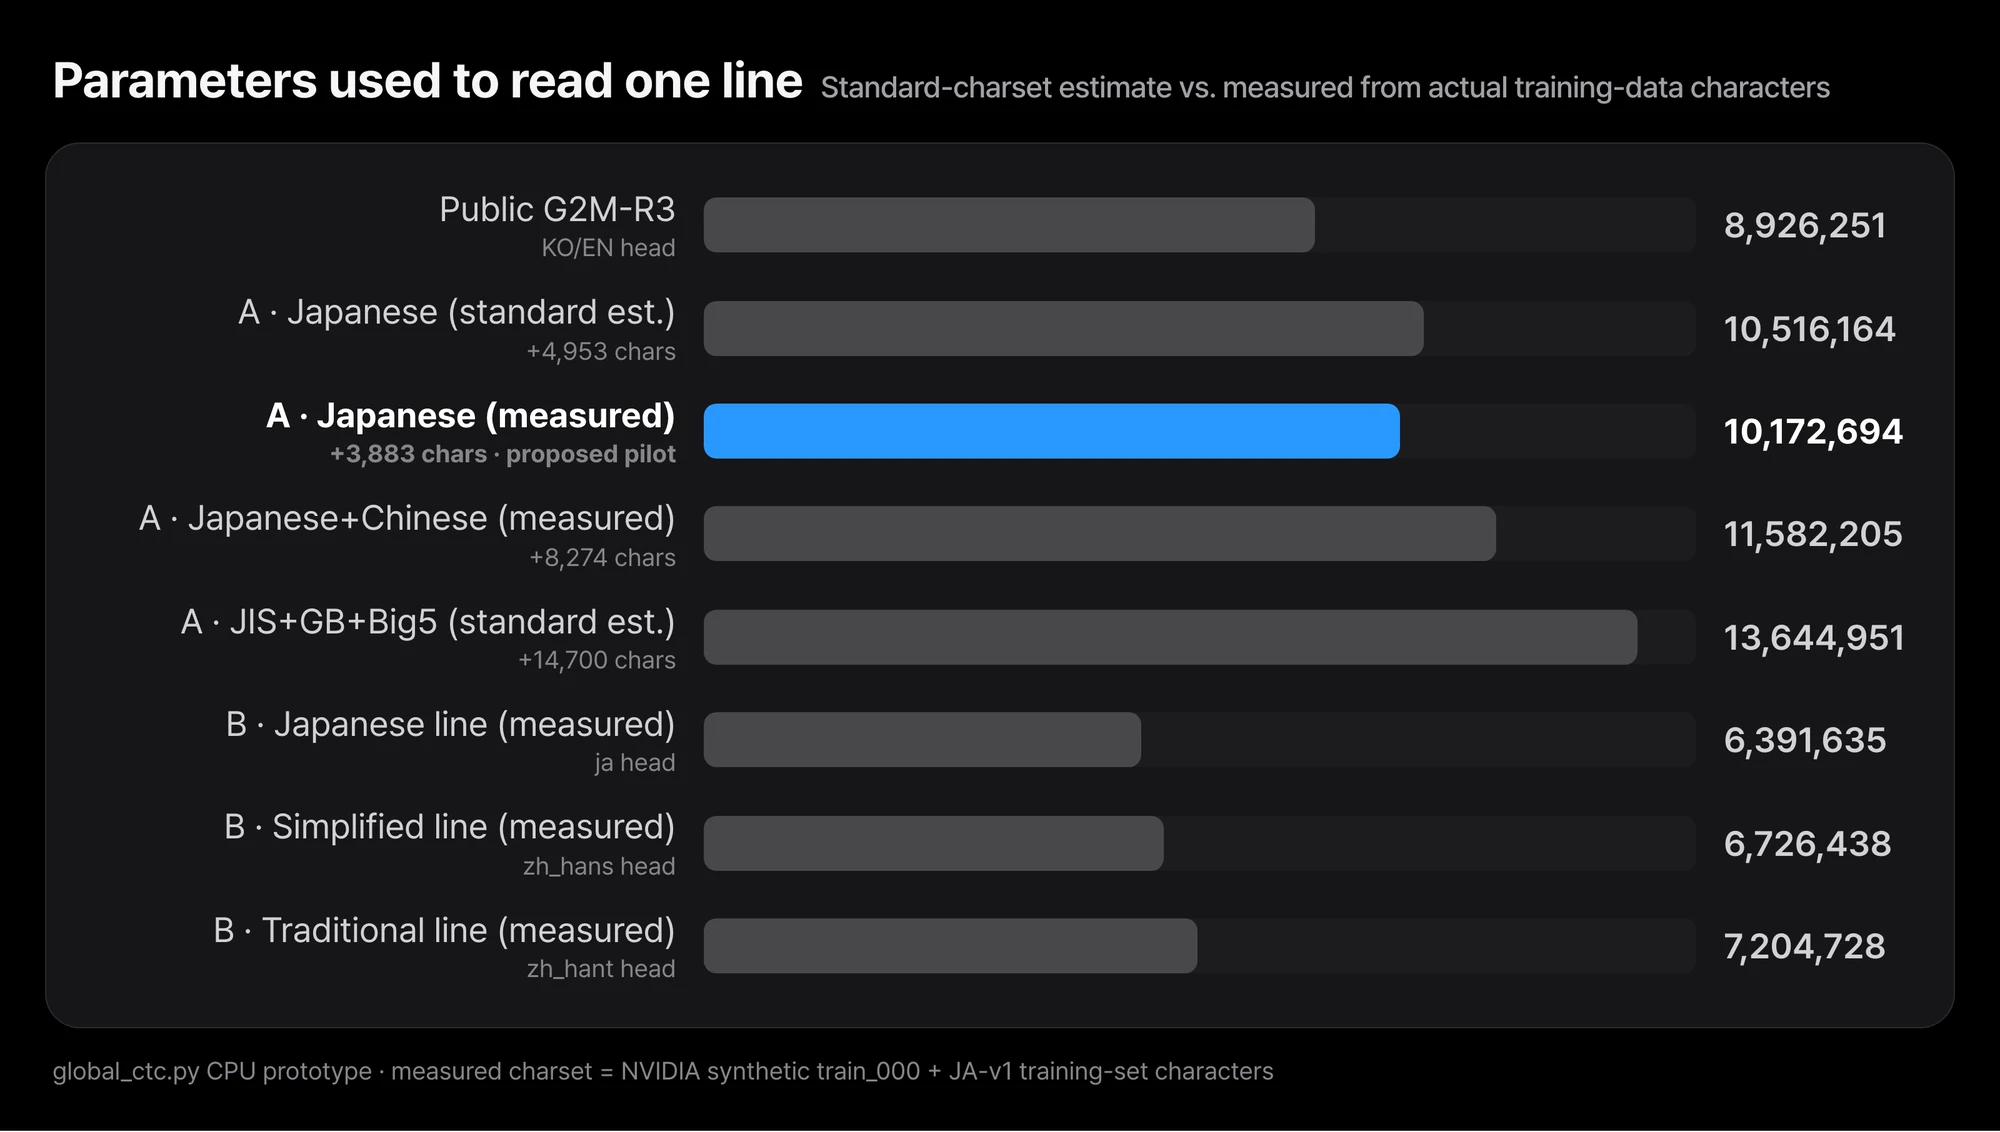 Parameters used to read one line Standard-charset estimate vs. measured from actual training-data characters
Public G2M-R3
KO/EN head
8,926,251
A · Japanese (standard est.)
+4,953 chars
10,516,164
A · Japanese (measured)
+3,883 chars · proposed pilot
10,172,694
A · Japanese+Chinese (measured)
+8,274 chars
11,582,205
A · JIS+GB+Big5 (standard est.)
+14,700 chars
13,644,951
B · Japanese line (measured)
ja head
6,391,635
B · Simplified line (measured)
zh_hans head
6,726,438
B · Traditional line (measured)
zh_hant head
7,204,728
global_ctc.py CPU prototype · measured charset = NVIDIA synthetic train_000 + JA-v1 training-set characters